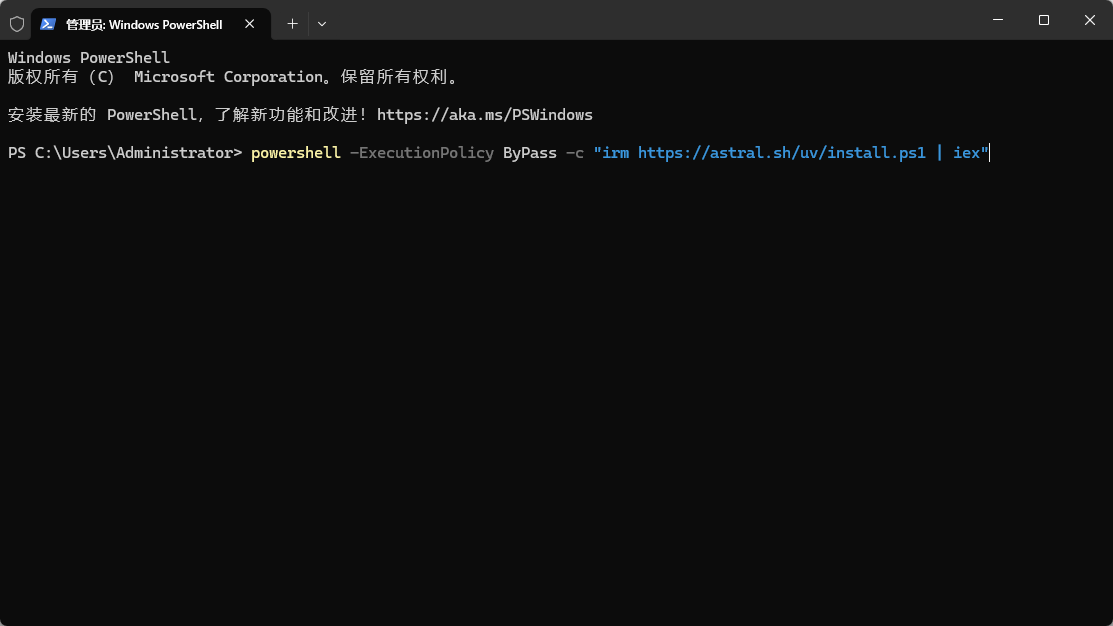 管理员: Windows PowerShell
Windows PowerShell
版权所有（C） Microsoft Corporation。保留所有权利。
安装最新的 PowerShell，了解新功能和改进！https://aka.ms/PSWindows
PS C:\Users\Administrator> powershell -ExecutionPolicy ByPass -c "irm https://astral.sh/uv/install.ps1 | iex"